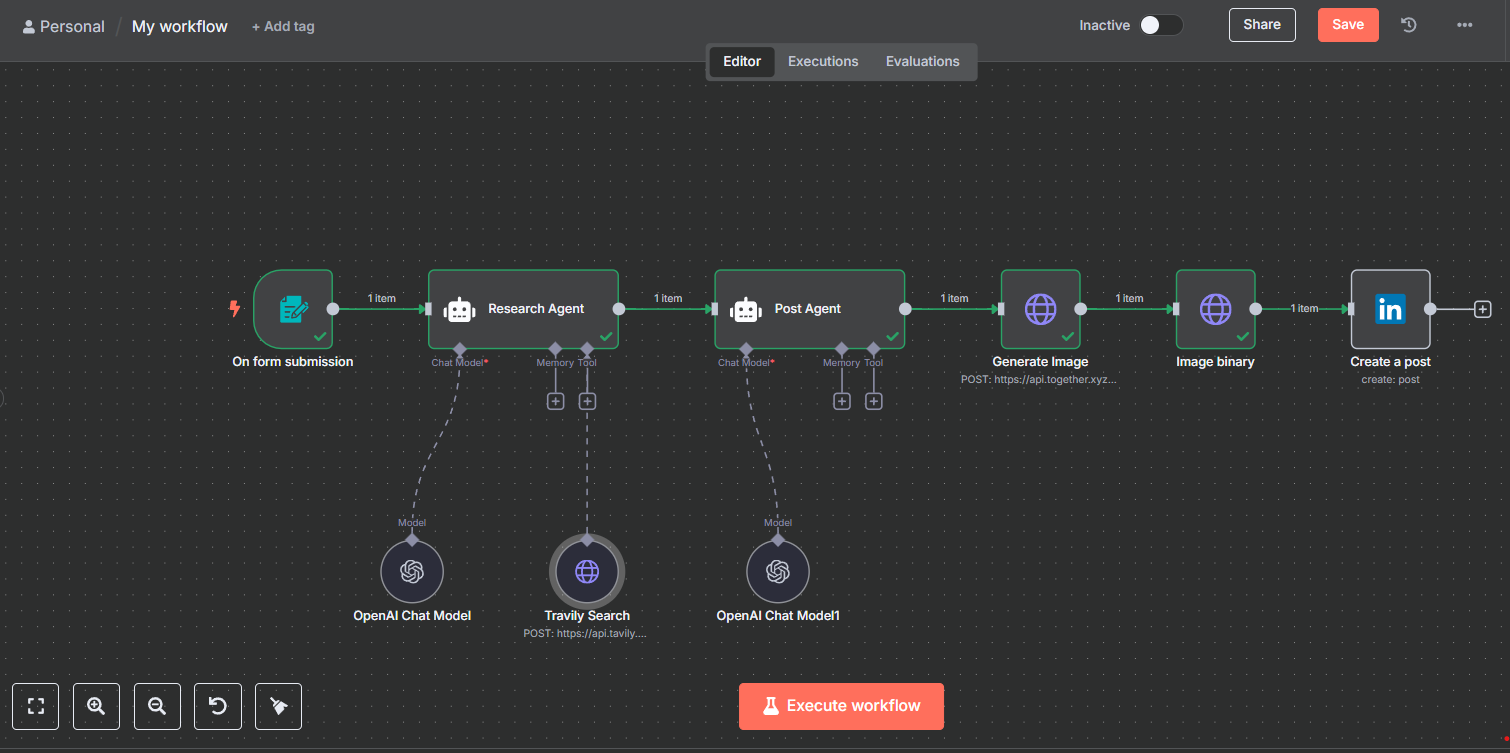 Personal / My workflow + Add tag
Inactive
Share
Save
Editor Executions Evaluations
1 item 1 item 1 item 1 item 1 item
Research Agent
Post Agent
in
On form submission
Chat Model* Memory Tool
Chat Model* Memory Tool
Generate Image
POST: https://api.together.xyz...
Image binary
Create a post
create: post
Model
Model
OpenAI Chat Model
Travily Search
POST: https://api.tavily....
OpenAI Chat Model1
Execute workflow